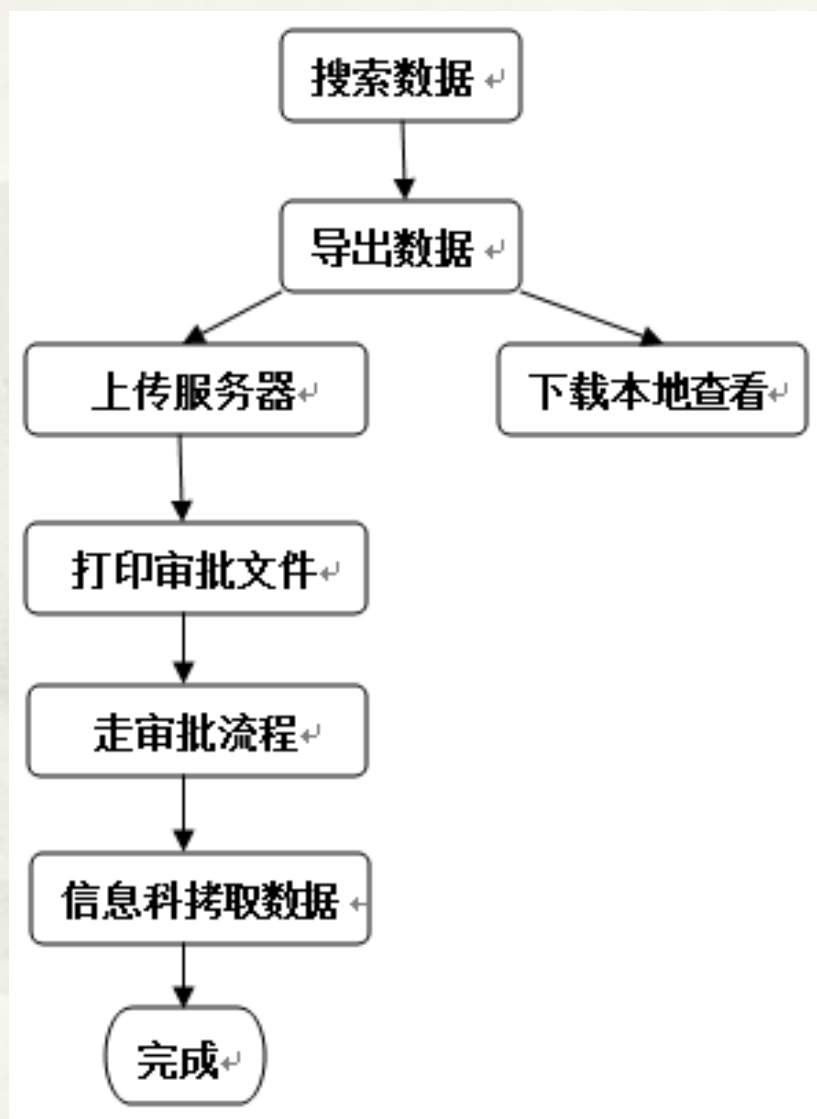 搜索数据
导出数据
上传服务器
下载本地查看
打印审批文件
走审批流程
信息科拷取数据
完成